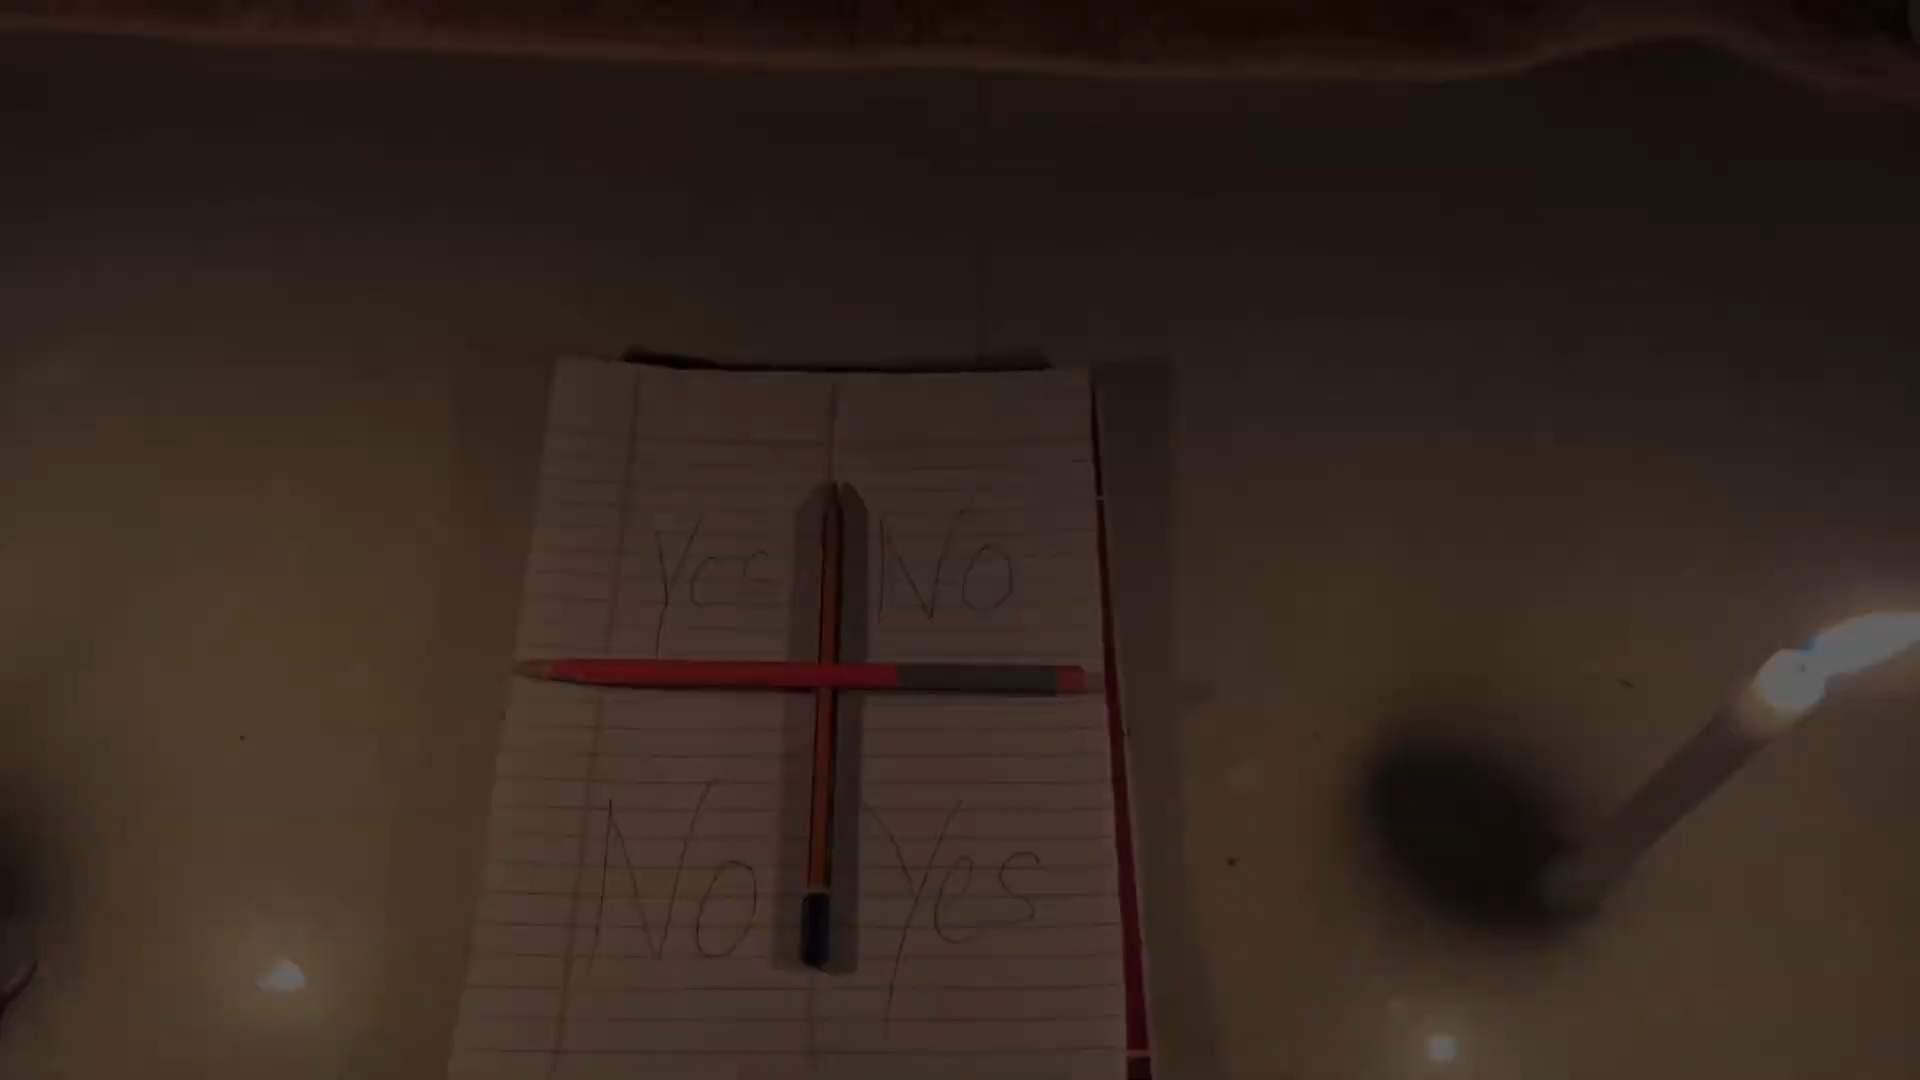 Yes No
No Yes